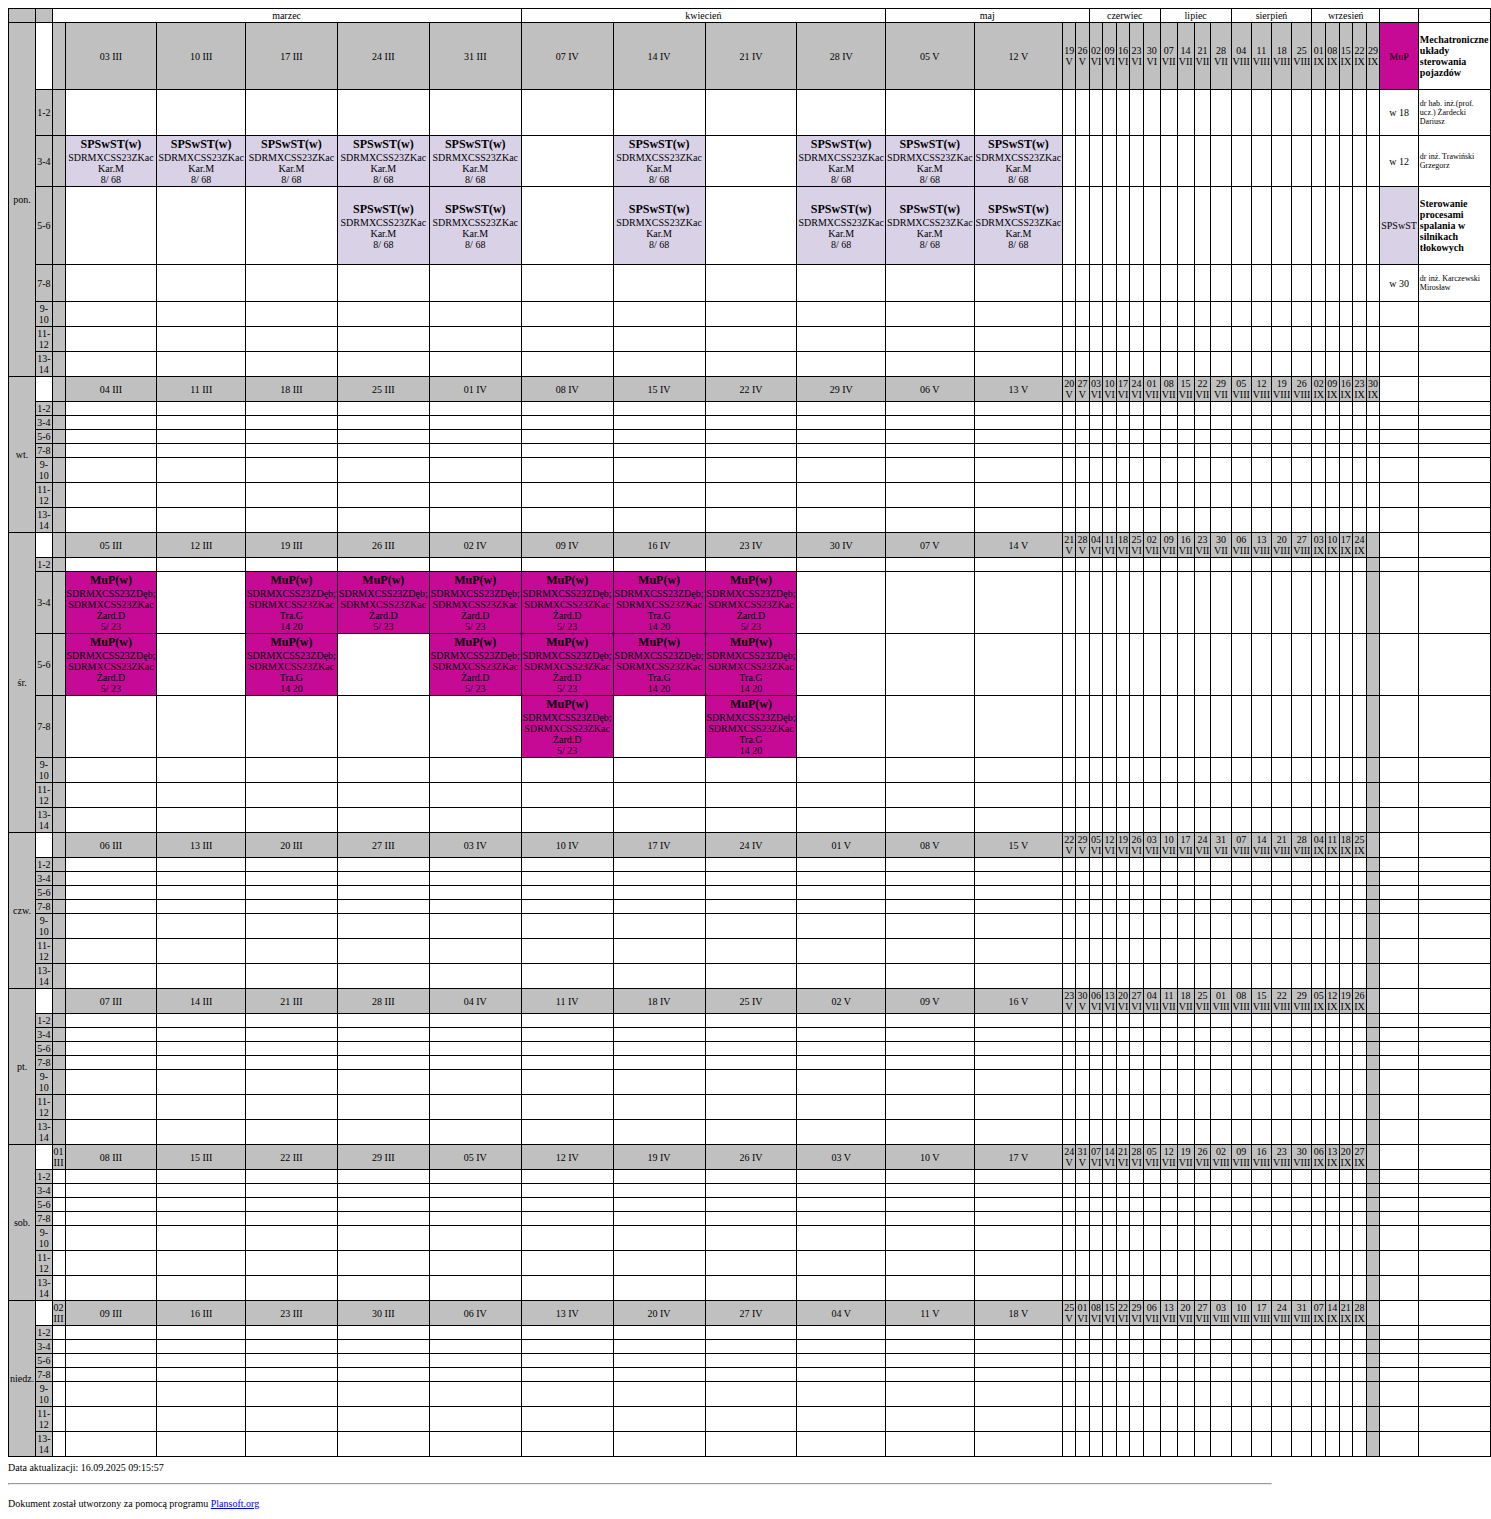 marzec kwiecień maj czerwiec lipiec sierpień wrzesień
pon. 03 III 10 III 17 III 24 III 31 III 07 IV 14 IV 21 IV 28 IV 05 V 12 V 19 V 26 V 02 VI 09 VI 16 VI 23 VI 30 VI 07 VII 14 VII 21 VII 28 VII 04 VIII 11 VIII 18 VIII 25 VIII 01 IX 08 IX 15 IX 22 IX 29 IX MuP Mechatroniczne układy sterowania pojazdów
1-2 w 18 dr hab. inż.(prof. ucz.) Żardecki Dariusz
3-4 SPSwST(w) SPSwST(w) SPSwST(w) SPSwST(w) SPSwST(w) SPSwST(w) SPSwST(w) SPSwST(w) SPSwST(w) w 12 dr inż. Trawiński Grzegorz
SDRMXCSS23ZKac SDRMXCSS23ZKac SDRMXCSS23ZKac SDRMXCSS23ZKac SDRMXCSS23ZKac SDRMXCSS23ZKac SDRMXCSS23ZKac SDRMXCSS23ZKac SDRMXCSS23ZKac
Kar.M Kar.M Kar.M Kar.M Kar.M Kar.M Kar.M Kar.M Kar.M
8/ 68 8/ 68 8/ 68 8/ 68 8/ 68 8/ 68 8/ 68 8/ 68 8/ 68
5-6 SPSwST(w) SPSwST(w) SPSwST(w) SPSwST(w) SPSwST(w) SPSwST(w) SPSwST Sterowanie procesami spalania w silnikach tłokowych
SDRMXCSS23ZKac SDRMXCSS23ZKac SDRMXCSS23ZKac SDRMXCSS23ZKac SDRMXCSS23ZKac SDRMXCSS23ZKac
Kar.M Kar.M Kar.M Kar.M Kar.M Kar.M
8/ 68 8/ 68 8/ 68 8/ 68 8/ 68 8/ 68
7-8 w 30 dr inż. Karczewski Mirosław
9-10
11-12
13-14
wt. 04 III 11 III 18 III 25 III 01 IV 08 IV 15 IV 22 IV 29 IV 06 V 13 V 20 V 27 V 03 VI 10 VI 17 VI 24 VI 01 VII 08 VII 15 VII 22 VII 29 VII 05 VIII 12 VIII 19 VIII 26 VIII 02 IX 09 IX 16 IX 23 IX 30 IX
1-2
3-4
5-6
7-8
9-10
11-12
13-14
śr. 05 III 12 III 19 III 26 III 02 IV 09 IV 16 IV 23 IV 30 IV 07 V 14 V 21 V 28 V 04 VI 11 VI 18 VI 25 VI 02 VII 09 VII 16 VII 23 VII 30 VII 06 VIII 13 VIII 20 VIII 27 VIII 03 IX 10 IX 17 IX 24 IX
1-2
3-4 MuP(w) MuP(w) MuP(w) MuP(w) MuP(w) MuP(w) MuP(w)
SDRMXCSS23ZDęb; SDRMXCSS23ZDęb; SDRMXCSS23ZDęb; SDRMXCSS23ZDęb; SDRMXCSS23ZDęb; SDRMXCSS23ZDęb; SDRMXCSS23ZDęb;
SDRMXCSS23ZKac SDRMXCSS23ZKac SDRMXCSS23ZKac SDRMXCSS23ZKac SDRMXCSS23ZKac SDRMXCSS23ZKac SDRMXCSS23ZKac
Żard.D Tra.G Żard.D Żard.D Żard.D Tra.G Żard.D
5/ 23 14 20 5/ 23 5/ 23 5/ 23 14 20 5/ 23
5-6 MuP(w) MuP(w) MuP(w) MuP(w) MuP(w) MuP(w)
SDRMXCSS23ZDęb; SDRMXCSS23ZDęb; SDRMXCSS23ZDęb; SDRMXCSS23ZDęb; SDRMXCSS23ZDęb; SDRMXCSS23ZDęb;
SDRMXCSS23ZKac SDRMXCSS23ZKac SDRMXCSS23ZKac SDRMXCSS23ZKac SDRMXCSS23ZKac SDRMXCSS23ZKac
Żard.D Tra.G Żard.D Żard.D Tra.G Tra.G
5/ 23 14 20 5/ 23 5/ 23 14 20 14 20
7-8 MuP(w) MuP(w)
SDRMXCSS23ZDęb; SDRMXCSS23ZDęb;
SDRMXCSS23ZKac SDRMXCSS23ZKac
Żard.D Tra.G
5/ 23 14 20
9-10
11-12
13-14
czw. 06 III 13 III 20 III 27 III 03 IV 10 IV 17 IV 24 IV 01 V 08 V 15 V 22 V 29 V 05 VI 12 VI 19 VI 26 VI 03 VII 10 VII 17 VII 24 VII 31 VII 07 VIII 14 VIII 21 VIII 28 VIII 04 IX 11 IX 18 IX 25 IX
1-2
3-4
5-6
7-8
9-10
11-12
13-14
pt. 07 III 14 III 21 III 28 III 04 IV 11 IV 18 IV 25 IV 02 V 09 V 16 V 23 V 30 V 06 VI 13 VI 20 VI 27 VI 04 VII 11 VII 18 VII 25 VII 01 VIII 08 VIII 15 VIII 22 VIII 29 VIII 05 IX 12 IX 19 IX 26 IX
1-2
3-4
5-6
7-8
9-10
11-12
13-14
sob. 01 III 08 III 15 III 22 III 29 III 05 IV 12 IV 19 IV 26 IV 03 V 10 V 17 V 24 V 31 V 07 VI 14 VI 21 VI 28 VI 05 VII 12 VII 19 VII 26 VII 02 VIII 09 VIII 16 VIII 23 VIII 30 VIII 06 IX 13 IX 20 IX 27 IX
1-2
3-4
5-6
7-8
9-10
11-12
13-14
niedz. 02 III 09 III 16 III 23 III 30 III 06 IV 13 IV 20 IV 27 IV 04 V 11 V 18 V 25 V 01 VI 08 VI 15 VI 22 VI 29 VI 06 VII 13 VII 20 VII 27 VII 03 VIII 10 VIII 17 VIII 24 VIII 31 VIII 07 IX 14 IX 21 IX 28 IX
1-2
3-4
5-6
7-8
9-10
11-12
13-14
Data aktualizacji: 16.09.2025 09:15:57
Dokument został utworzony za pomocą programu Plansoft.org